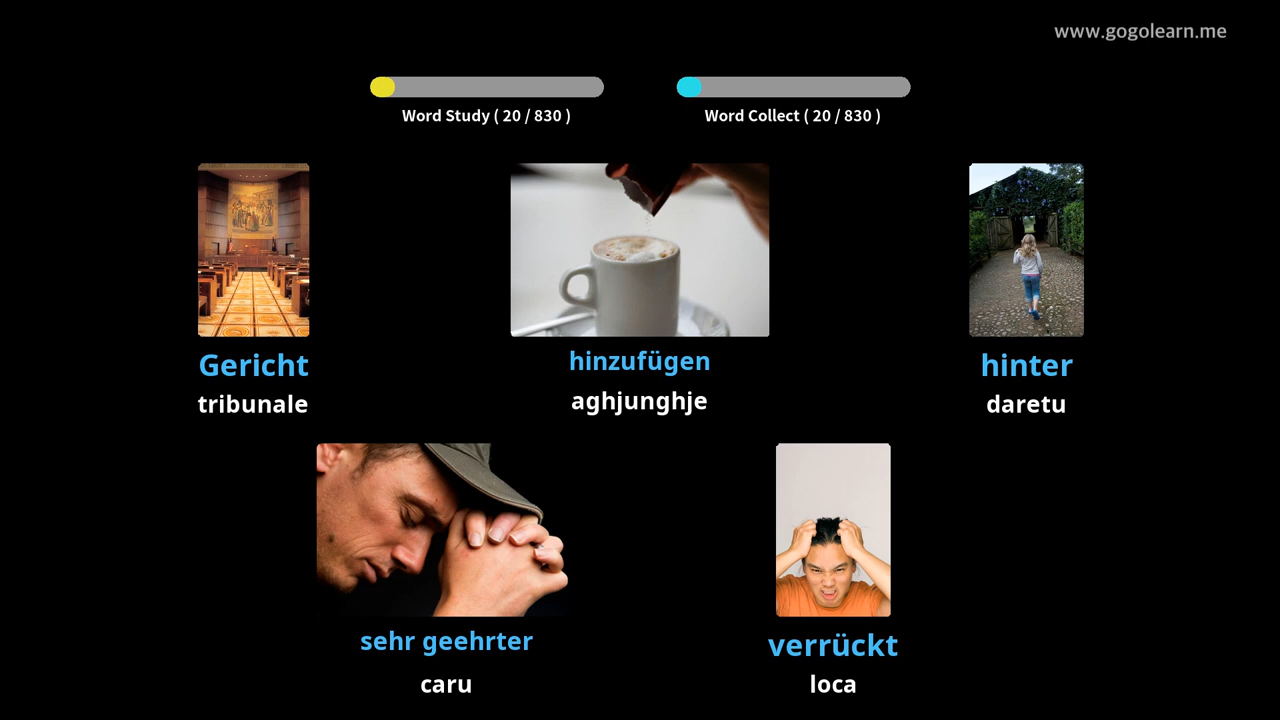 www.gogolearn.me
Word Study ( 20 / 830 )
Word Collect ( 20 / 830 )
Gericht
tribunale
hinzufügen
aghjunghje
hinter
daretu
sehr geehrter
caru
verrückt
loca